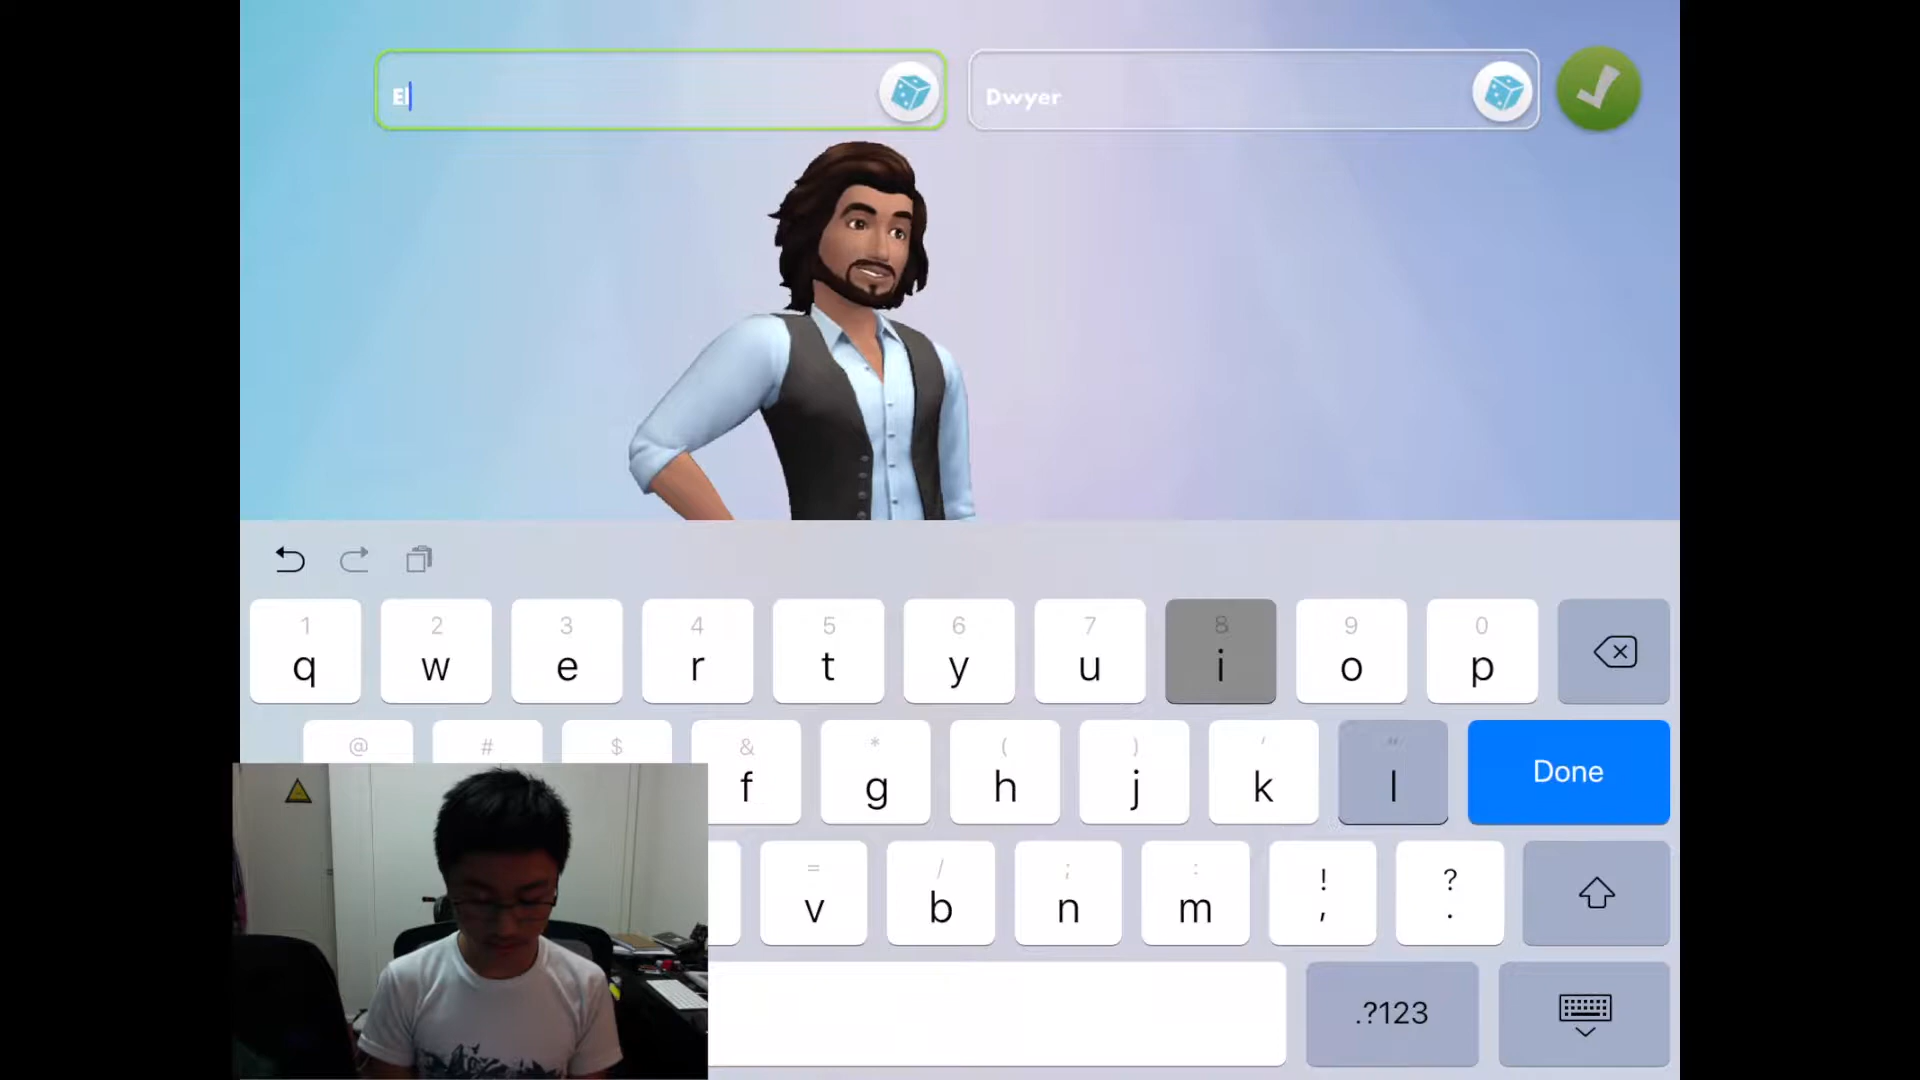 El
Dwyer
1 2 3 4 5 6 7 8 9 0
q w e r t y u i o p
@ # $ & * ( ) ' "
f g h j k l
Done
= / ; : ! ?
v b n m , .
.?123